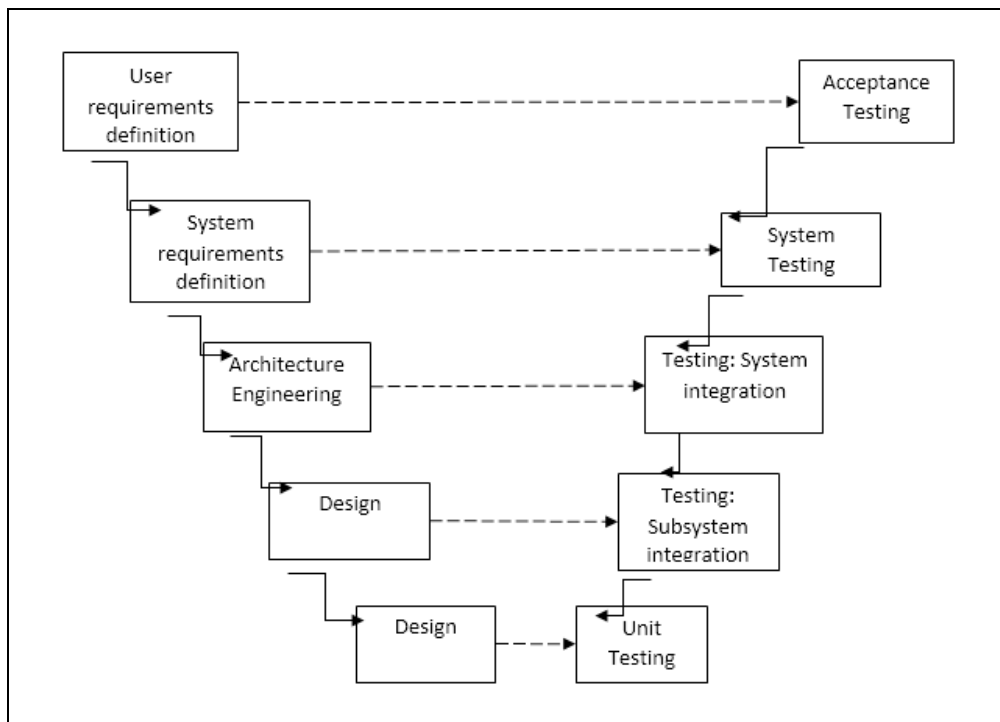 User
requirements
definition
Acceptance
Testing
System
requirements
definition
System
Testing
Architecture
Engineering
Testing: System
integration
Design
Testing:
Subsystem
integration
Design
Unit
Testing